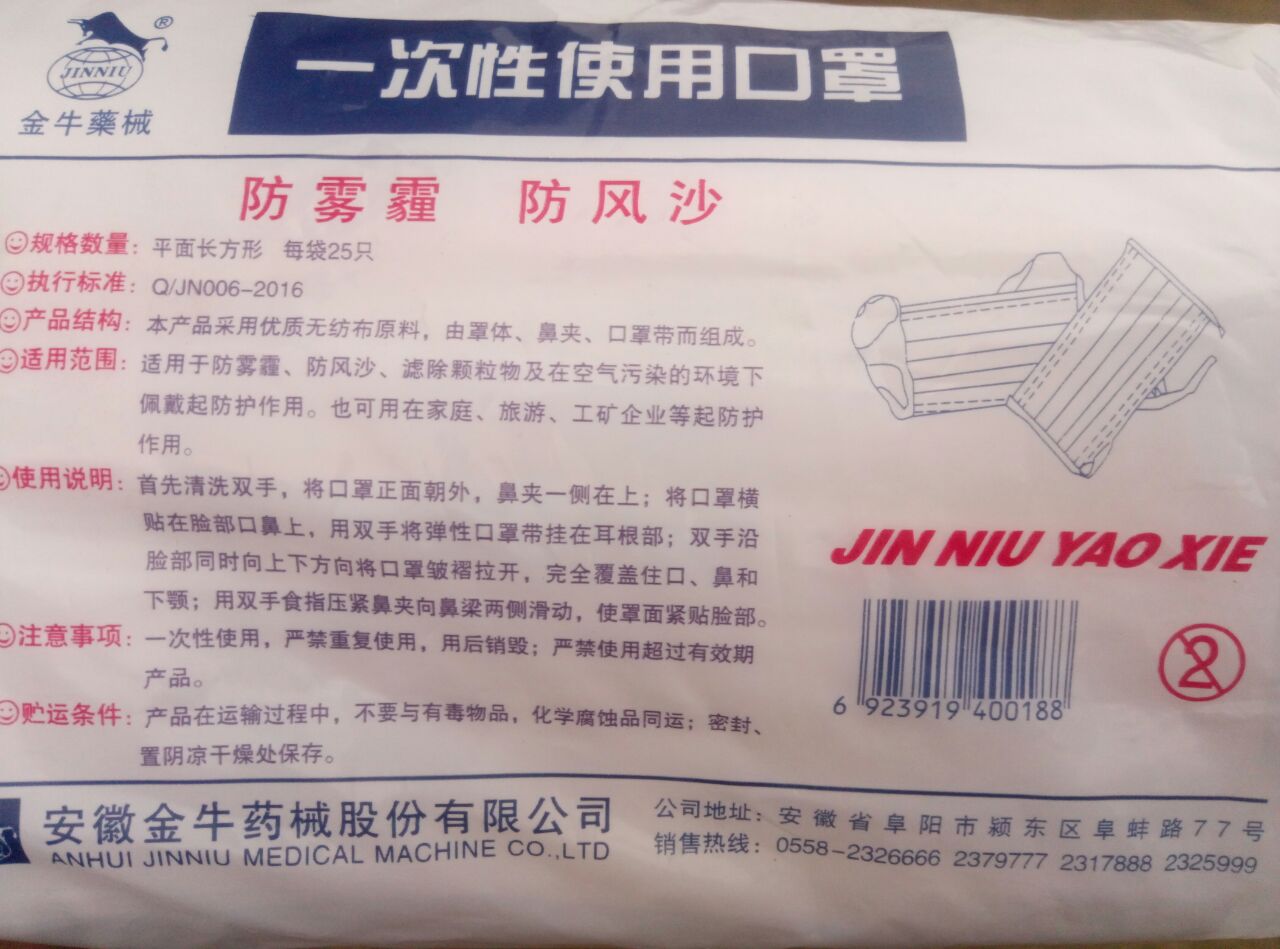 ®
JINNIU
金牛藥械
一次性使用口罩
防雾霾 防风沙
规格数量：平面长方形 每袋25只
执行标准：Q/JN006-2016
产品结构：本产品采用优质无纺布原料，由罩体、鼻夹、口罩带而组成。
适用范围：适用于防雾霾、防风沙、滤除颗粒物及在空气污染的环境下
佩戴起防护作用。也可用在家庭、旅游、工矿企业等起防护
作用。
使用说明：首先清洗双手，将口罩正面朝外，鼻夹一侧在上；将口罩横
贴在脸部口鼻上，用双手将弹性口罩带挂在耳根部；双手沿
脸部同时向上下方向将口罩皱褶拉开，完全覆盖住口、鼻和
下颚；用双手食指压紧鼻夹向鼻梁两侧滑动，使罩面紧贴脸部。
注意事项：一次性使用，严禁重复使用，用后销毁；严禁使用超过有效期
产品。
贮运条件：产品在运输过程中，不要与有毒物品，化学腐蚀品同运；密封、
置阴凉干燥处保存。
JIN NIU YAO XIE
6 923919 400188
2
安徽金牛药械股份有限公司
ANHUI JINNIU MEDICAL MACHINE CO.,LTD
公司地址：安徽省阜阳市颍东区阜蚌路77号
销售热线：0558-2326666 2379777 2317888 2325999